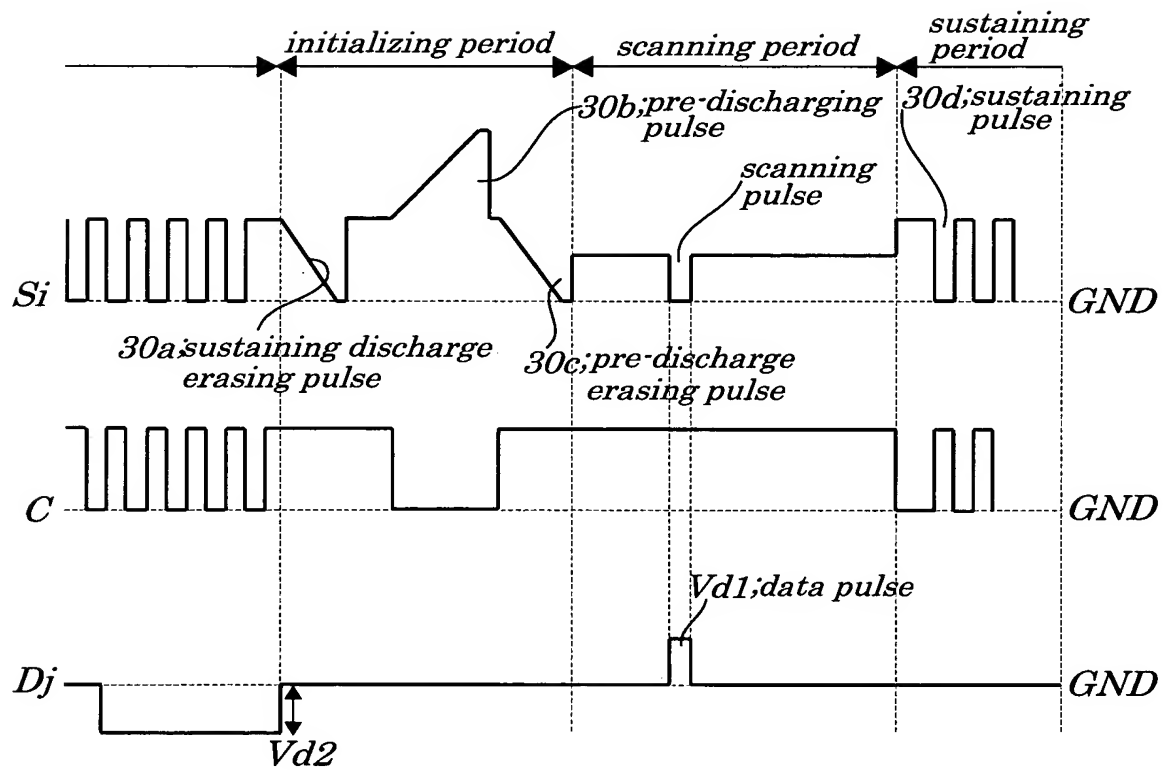 initializing period
scanning period
sustaining
period
30b;pre-discharging
pulse
30d;sustaining
pulse
scanning
pulse
Si
GND
30a;sustaining discharge
erasing pulse
30c;pre-discharge
erasing pulse
C
GND
Vd1;data pulse
Dj
GND
Vd2